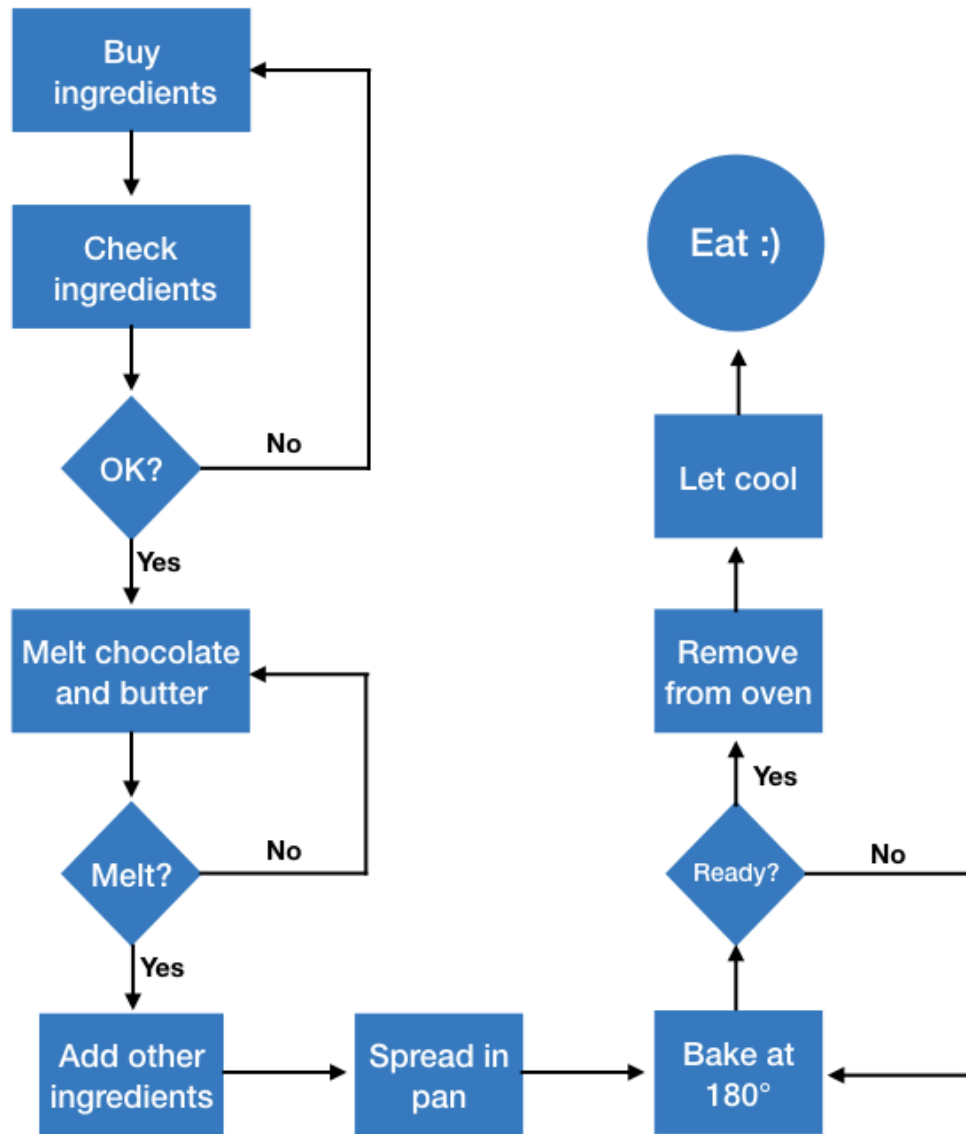 Buy
ingredients
Check
ingredients
OK?
No
Yes
Melt chocolate
and butter
Melt?
No
Yes
Add other
ingredients
Spread in
pan
Bake at
180°
Ready?
No
Yes
Remove
from oven
Let cool
Eat :)